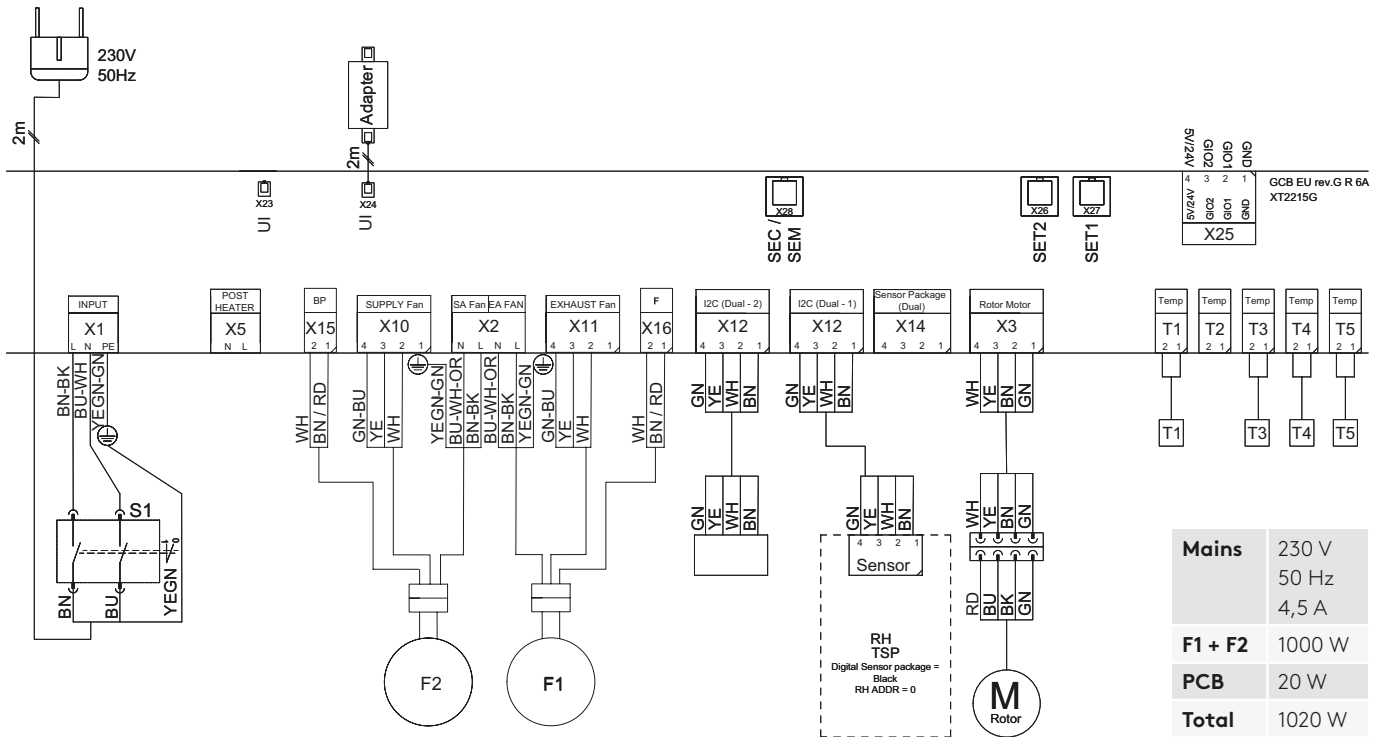 230V
50Hz
2m
Adapter
2m
X23
UI
X24
UI
X28
SEC /
SEM
X26
SET2
X27
SET1
5V/24V GIO2 GIO1 GND
4 3 2 1
5V/24V GIO2 GIO1 GND
X25
GCB EU rev.G R 6A
XT2215G
INPUT
X1
L N PE
POST
HEATER
X5
N L
BP
X15
2 1
SUPPLY Fan
X10
4 3 2 1
SA Fan EA FAN
X2
N L N L
EXHAUST Fan
X11
4 3 2 1
F
X16
2 1
I2C (Dual - 2)
X12
4 3 2 1
I2C (Dual - 1)
X12
4 3 2 1
Sensor Package
(Dual)
X14
4 3 2 1
Rotor Motor
X3
4 3 2 1
Temp
T1
2 1
Temp
T2
2 1
Temp
T3
2 1
Temp
T4
2 1
Temp
T5
2 1
BN-BK
BU-WH
YEGN-GN
WH
BN / RD
GN-BU
YE
WH
YEGN-GN
BU-WH-OR
BN-BK
BU-WH-OR
BN-BK
YEGN-GN
GN-BU
YE
WH
WH
BN / RD
GN YE WH BN
GN YE WH BN
WH YE BN GN
T1
T3
T4
T5
S1
0 1
BN
BU
YEGN
F2
F1
GN YE WH BN
GN YE WH BN
4 3 2 1
Sensor
RH
TSP
Digital Sensor package =
Black
RH ADDR = 0
WH YE BN GN
RD BU BK GN
M
Rotor
Mains 230 V
50 Hz
4,5 A
F1 + F2 1000 W
PCB 20 W
Total 1020 W